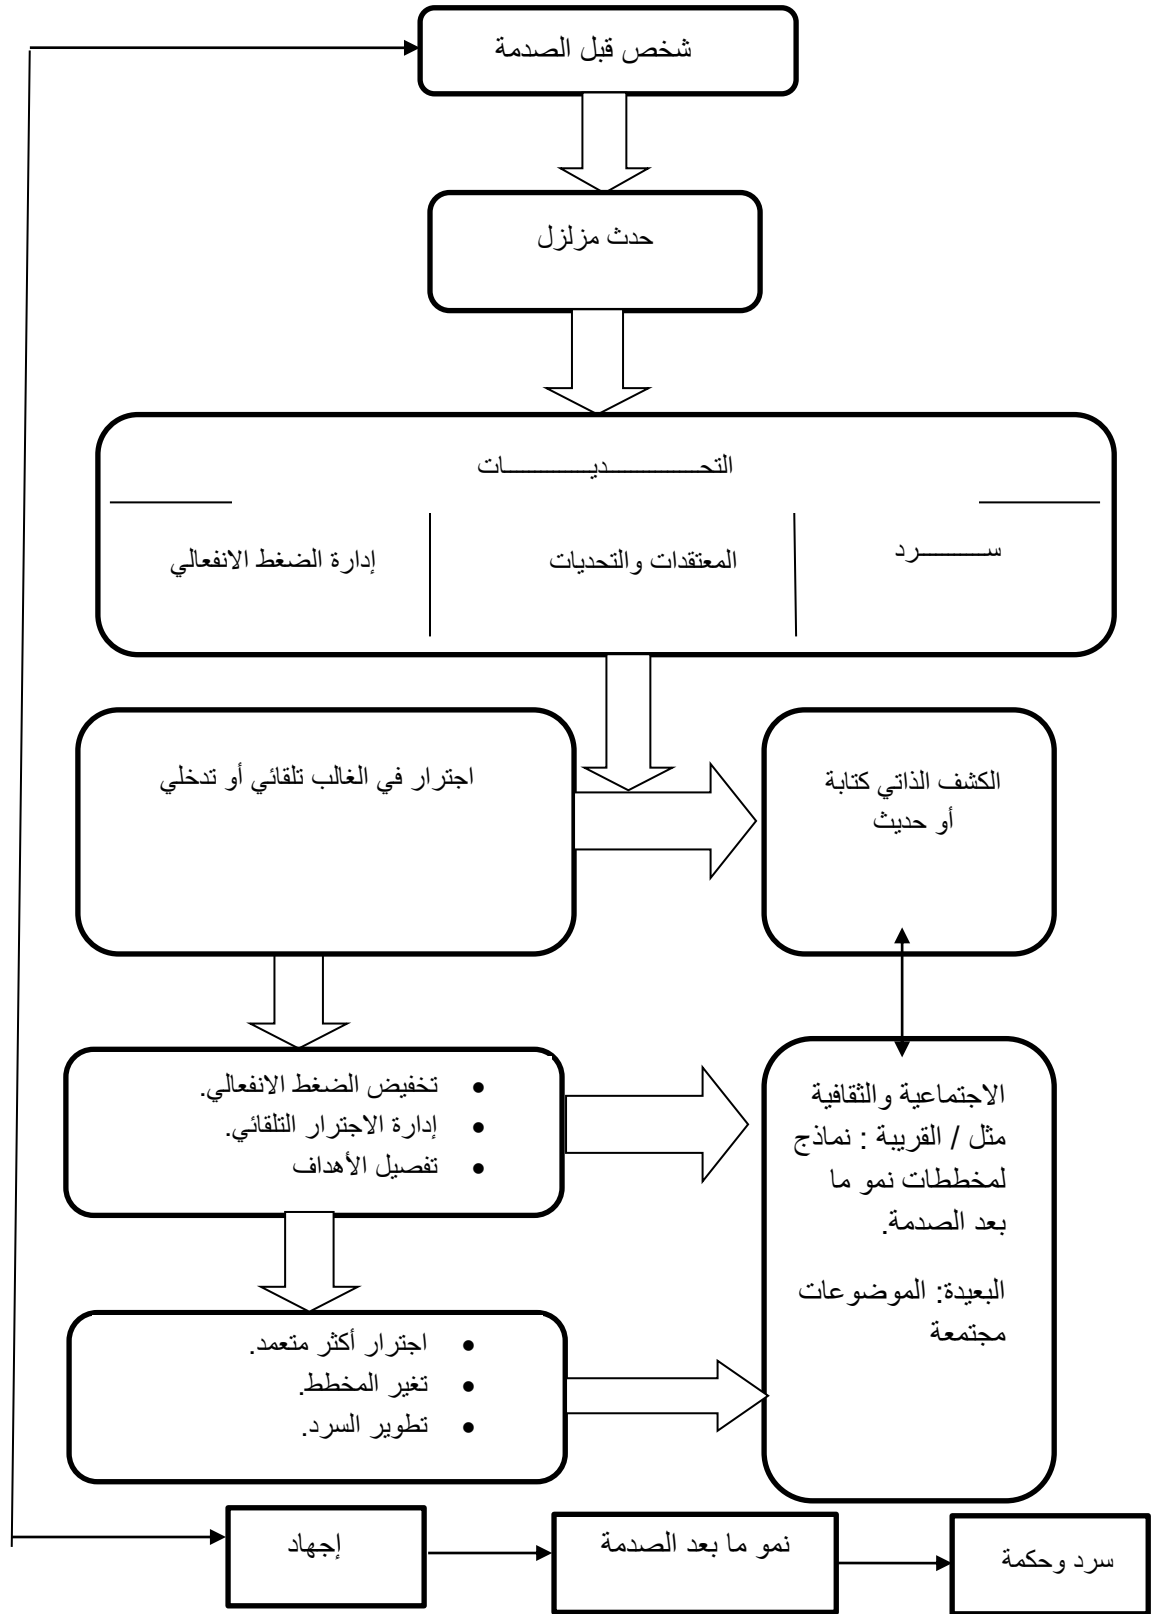 شخص قبل الصدمة
حدث مزلزل
التحـــــــــديـــــــــات
ســـــــرد
المعتقدات والتحديات
إدارة الضغط الانفعالي
اجترار في الغالب تلقائي أو تدخلي
الكشف الذاتي كتابة
أو حديث
• تخفيض الضغط الانفعالي.
• إدارة الاجترار التلقائي.
• تفصيل الأهداف
الاجتماعية والثقافية
مثل / القريبة : نماذج
لمخططات نمو ما
بعد الصدمة.
البعيدة: الموضوعات
مجتمعة
• اجترار أكثر متعمد.
• تغير المخطط.
• تطوير السرد.
إجهاد
نمو ما بعد الصدمة
سرد وحكمة